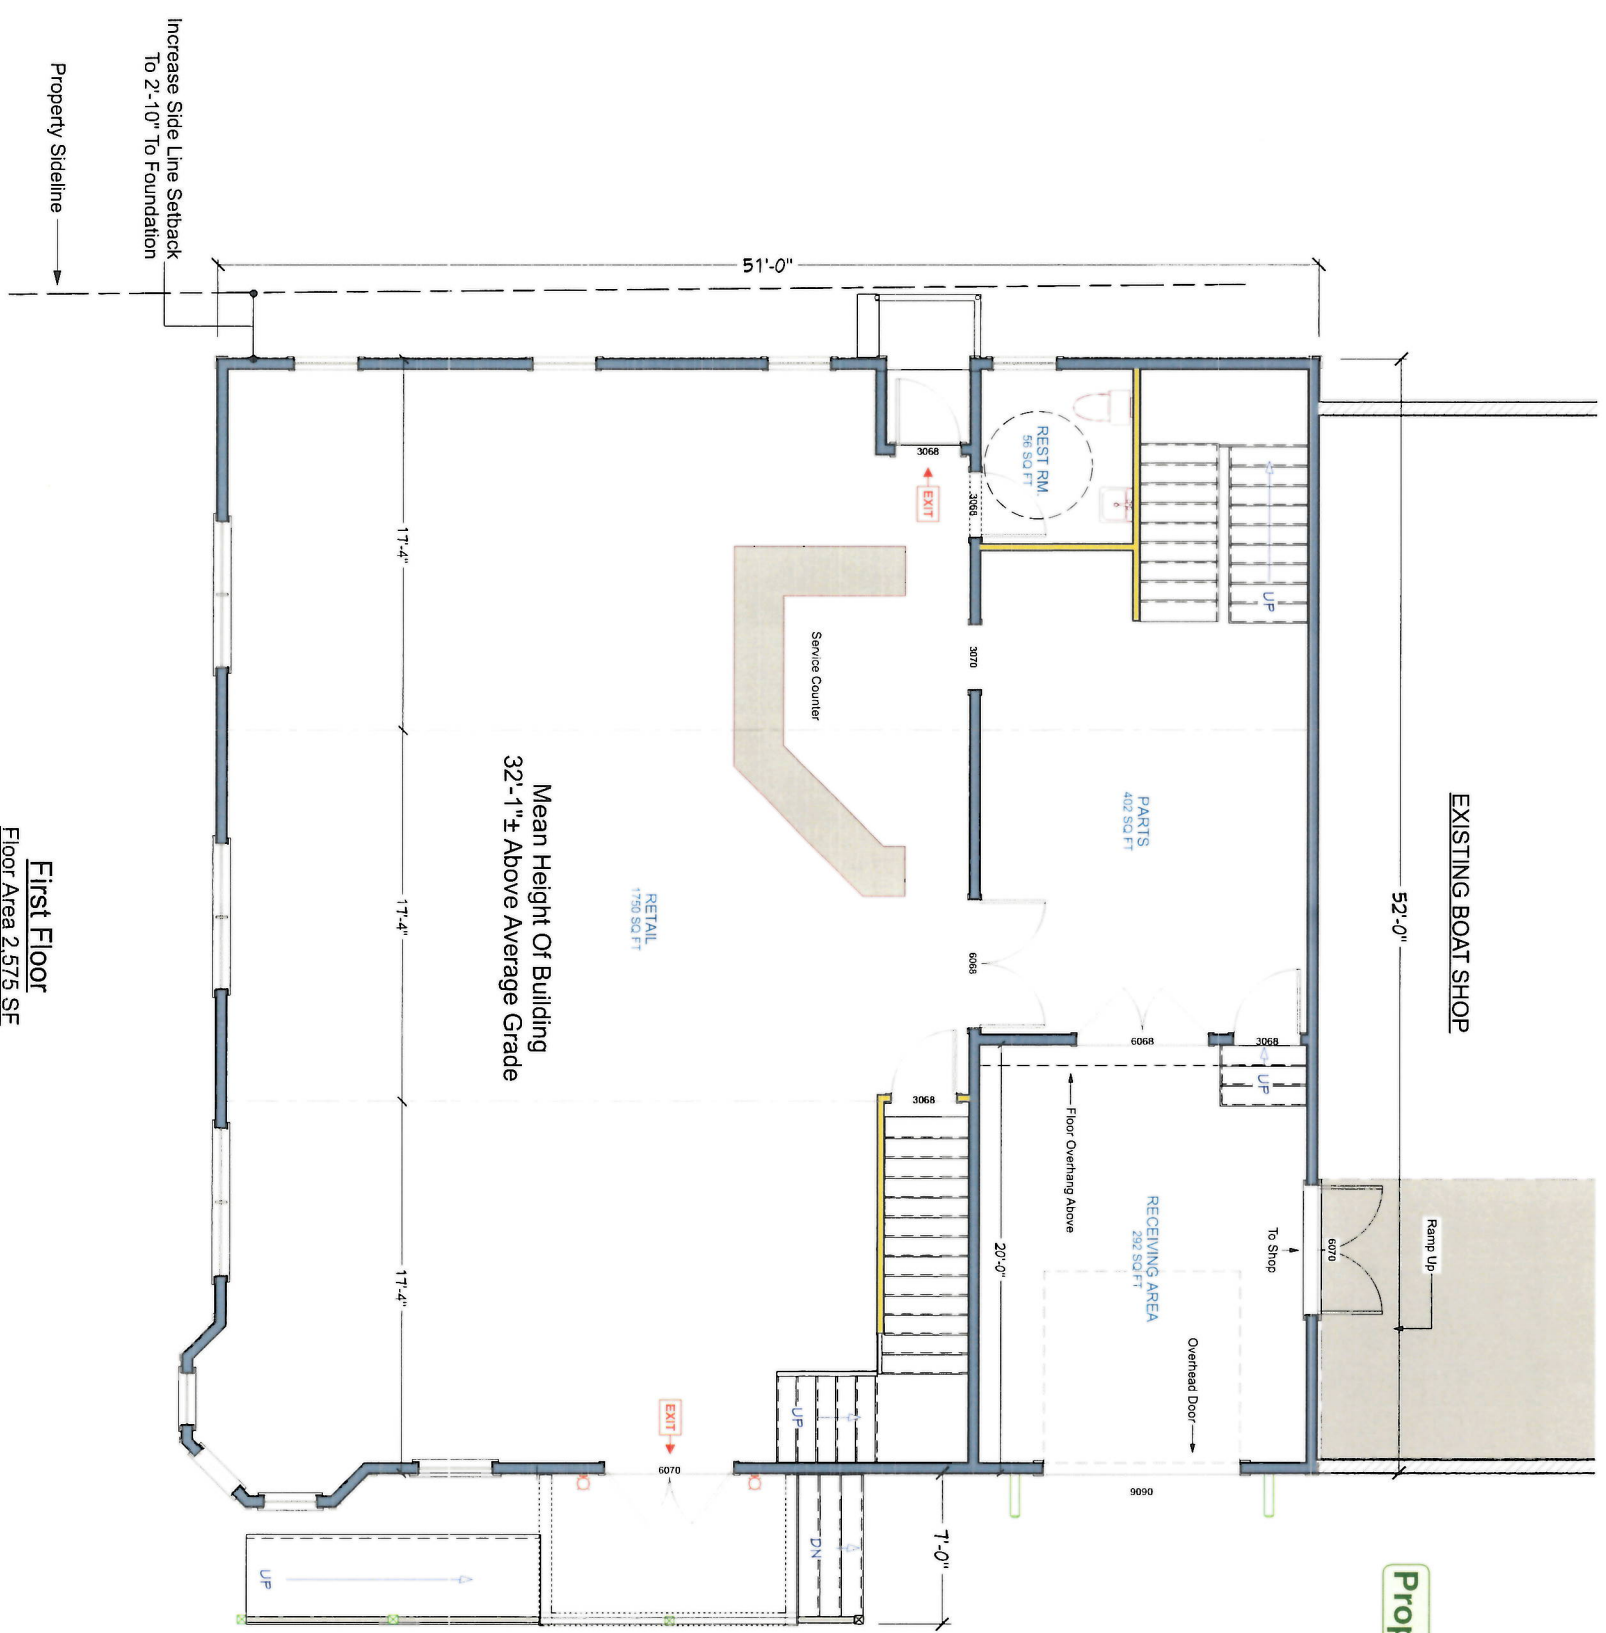 Prop
EXISTING BOAT SHOP
52'-0"
Ramp Up
6070
To Shop
UP
3068
UP
Overhead Door
9090
RECEIVING AREA
292 SQ FT
PARTS
402 SQ FT
6068
Floor Overhang Above
REST RM.
56 SQ FT
20'-0"
3068
3070
6068
7'-0"
3068
EXIT
3068
Service Counter
UP
DN
51'-0"
EXIT
6070
RETAIL
1750 SQ FT
Mean Height Of Building
32'-1"± Above Average Grade
17'-4"
17'-4"
17'-4"
UP
Increase Side Line Setback
To 2'-10" To Foundation
Property Sideline
First Floor
Floor Area 2,575 SF